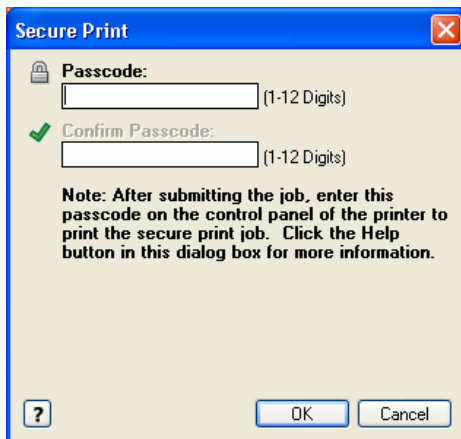 Secure Print
Passcode:
(1-12 Digits)
Confirm Passcode:
(1-12 Digits)
Note: After submitting the job, enter this
passcode on the control panel of the printer to
print the secure print job. Click the Help
button in this dialog box for more information.
? OK Cancel